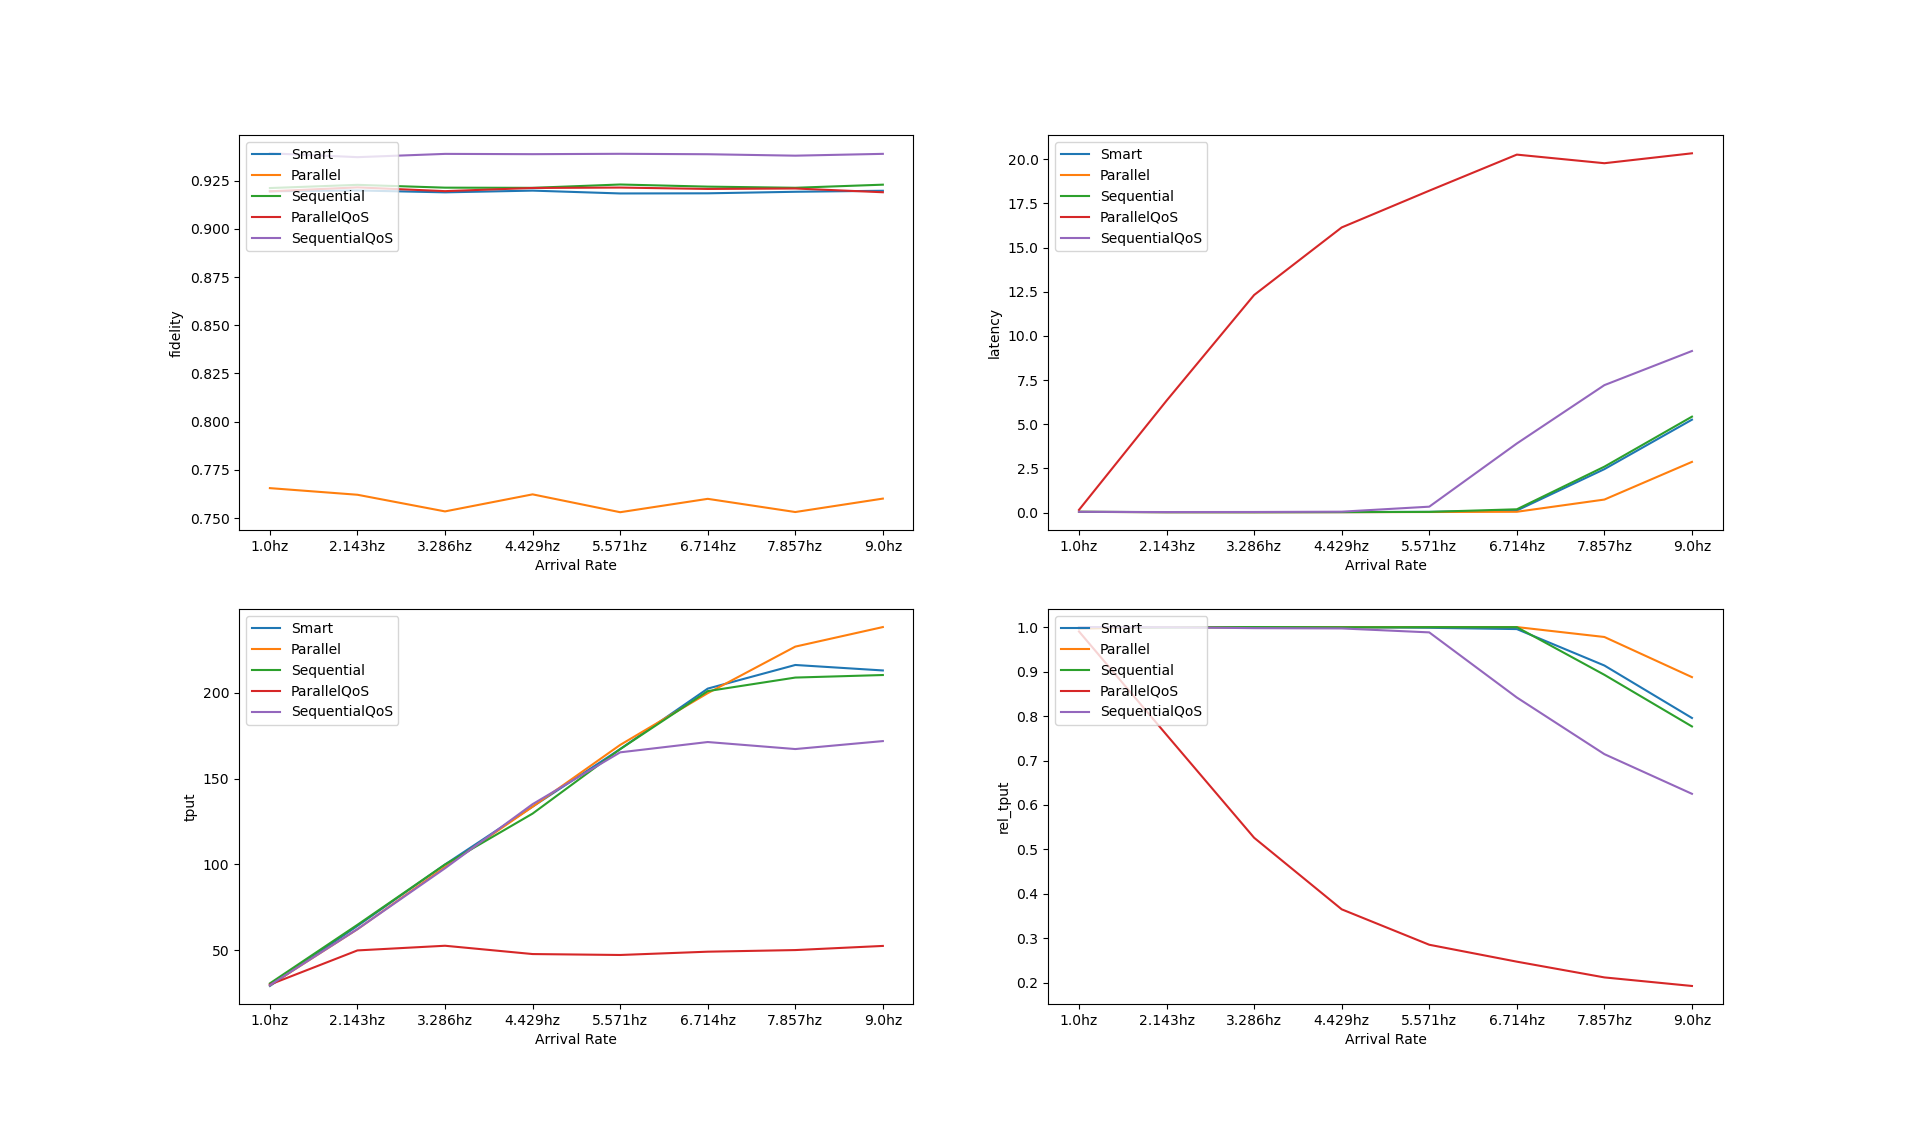 Smart
Parallel
Sequential
ParallelQoS
SequentialQoS
0.925
0.900
0.875
0.850
0.825
0.800
0.775
0.750
fidelity
1.0hz 2.143hz 3.286hz 4.429hz 5.571hz 6.714hz 7.857hz 9.0hz
Arrival Rate
Smart
Parallel
Sequential
ParallelQoS
SequentialQoS
20.0
17.5
15.0
12.5
10.0
7.5
5.0
2.5
0.0
latency
1.0hz 2.143hz 3.286hz 4.429hz 5.571hz 6.714hz 7.857hz 9.0hz
Arrival Rate
Smart
Parallel
Sequential
ParallelQoS
SequentialQoS
200
150
100
50
tput
1.0hz 2.143hz 3.286hz 4.429hz 5.571hz 6.714hz 7.857hz 9.0hz
Arrival Rate
Smart
Parallel
Sequential
ParallelQoS
SequentialQoS
1.0
0.9
0.8
0.7
0.6
0.5
0.4
0.3
0.2
rel_tput
1.0hz 2.143hz 3.286hz 4.429hz 5.571hz 6.714hz 7.857hz 9.0hz
Arrival Rate